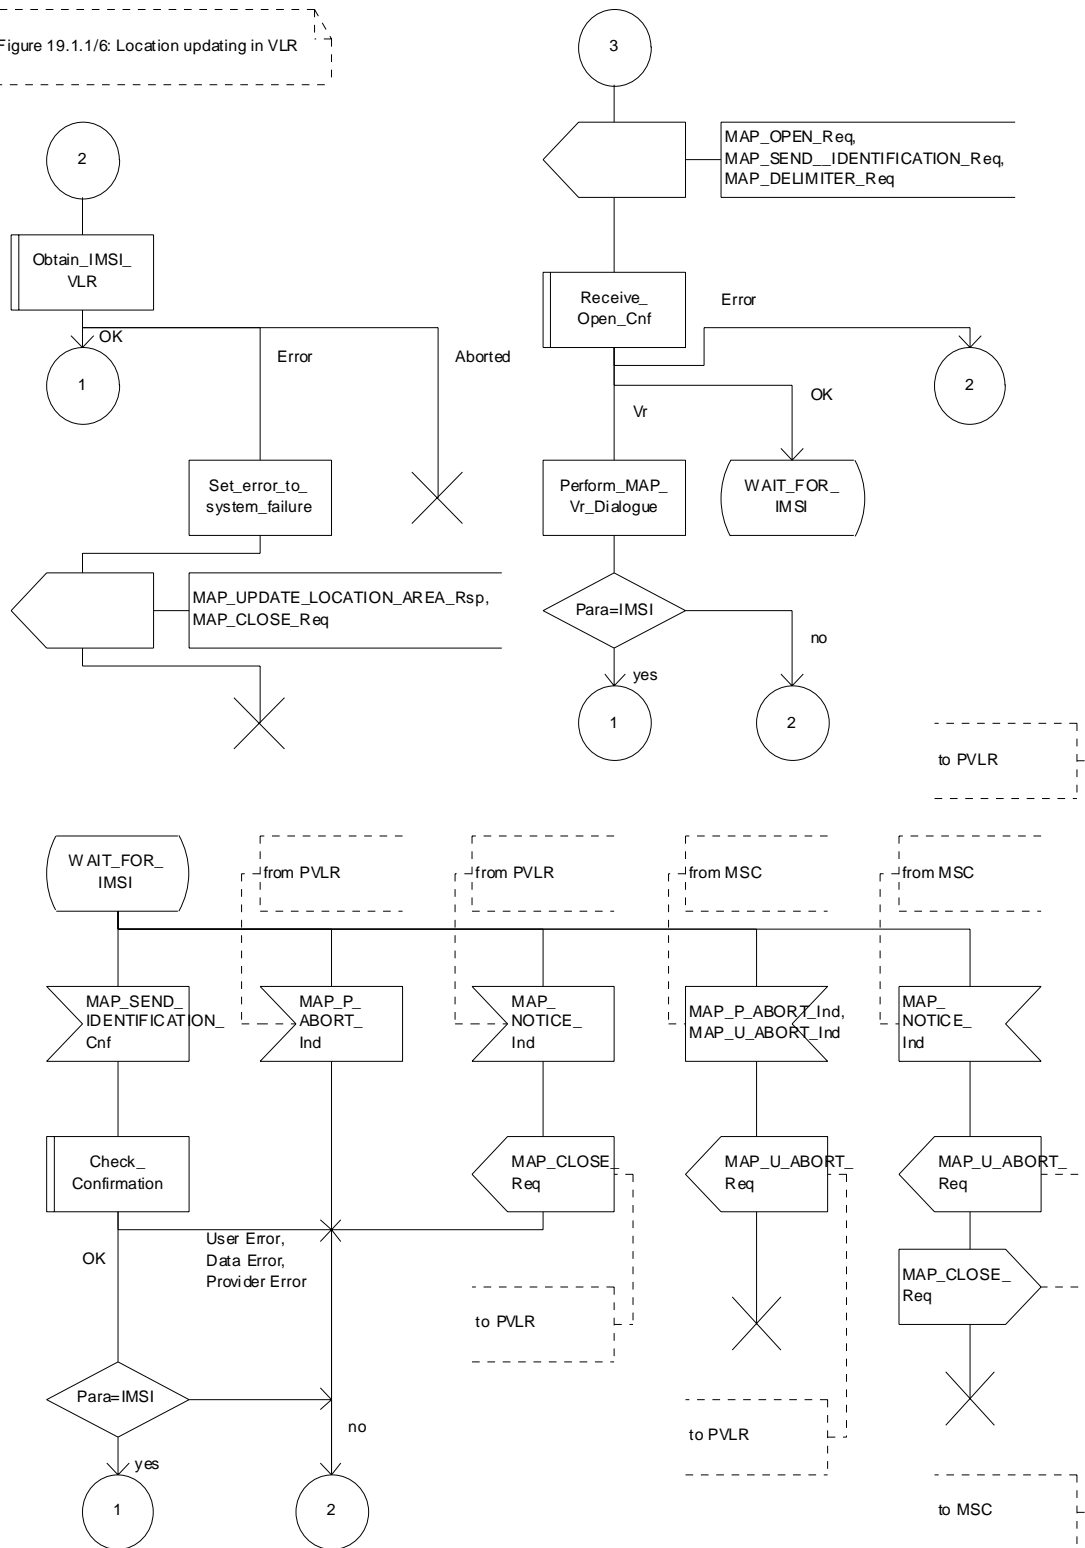 Figure 19.1.1/6: Location updating in VLR
3
2
MAP_OPEN_Req,
MAP_SEND__IDENTIFICATION_Req,
MAP_DELIMITER_Req
Obtain_IMSI_
VLR
Receive_
Open_Cnf
Error
OK
Error
Aborted
1
2
OK
Vr
Set_error_to_
system_failure
Perform_MAP_
Vr_Dialogue
WAIT_FOR_
IMSI
MAP_UPDATE_LOCATION_AREA_Rsp,
MAP_CLOSE_Req
Para=IMSI
no
yes
1
2
to PVLR
WAIT_FOR_
IMSI
from PVLR
from PVLR
from MSC
from MSC
MAP_SEND_
IDENTIFICATION_
Cnf
MAP_P_
ABORT_
Ind
MAP_
NOTICE_
Ind
MAP_P_ABORT_Ind,
MAP_U_ABORT_Ind
MAP_
NOTICE_
Ind
Check_
Confirmation
MAP_CLOSE_
Req
MAP_U_ABORT_
Req
MAP_U_ABORT_
Req
OK
User Error,
Data Error,
Provider Error
MAP_CLOSE_
Req
to PVLR
Para=IMSI
no
to PVLR
yes
1
2
to MSC